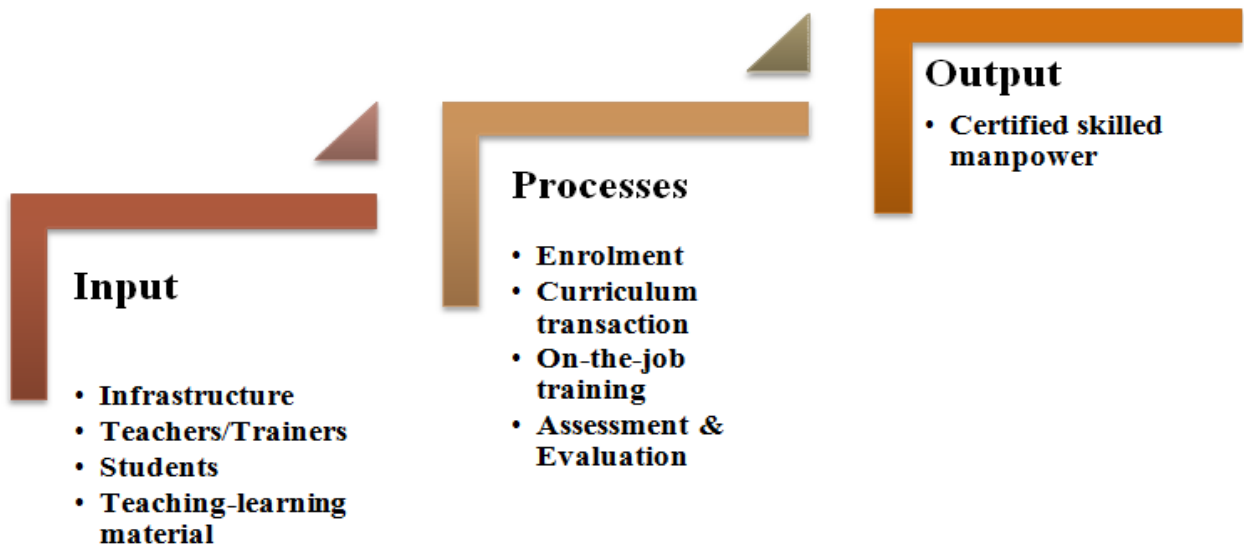 Input
• Infrastructure
• Teachers/Trainers
• Students
• Teaching-learning
material
Processes
• Enrolment
• Curriculum
transaction
• On-the-job
training
• Assessment &
Evaluation
Output
• Certified skilled
manpower